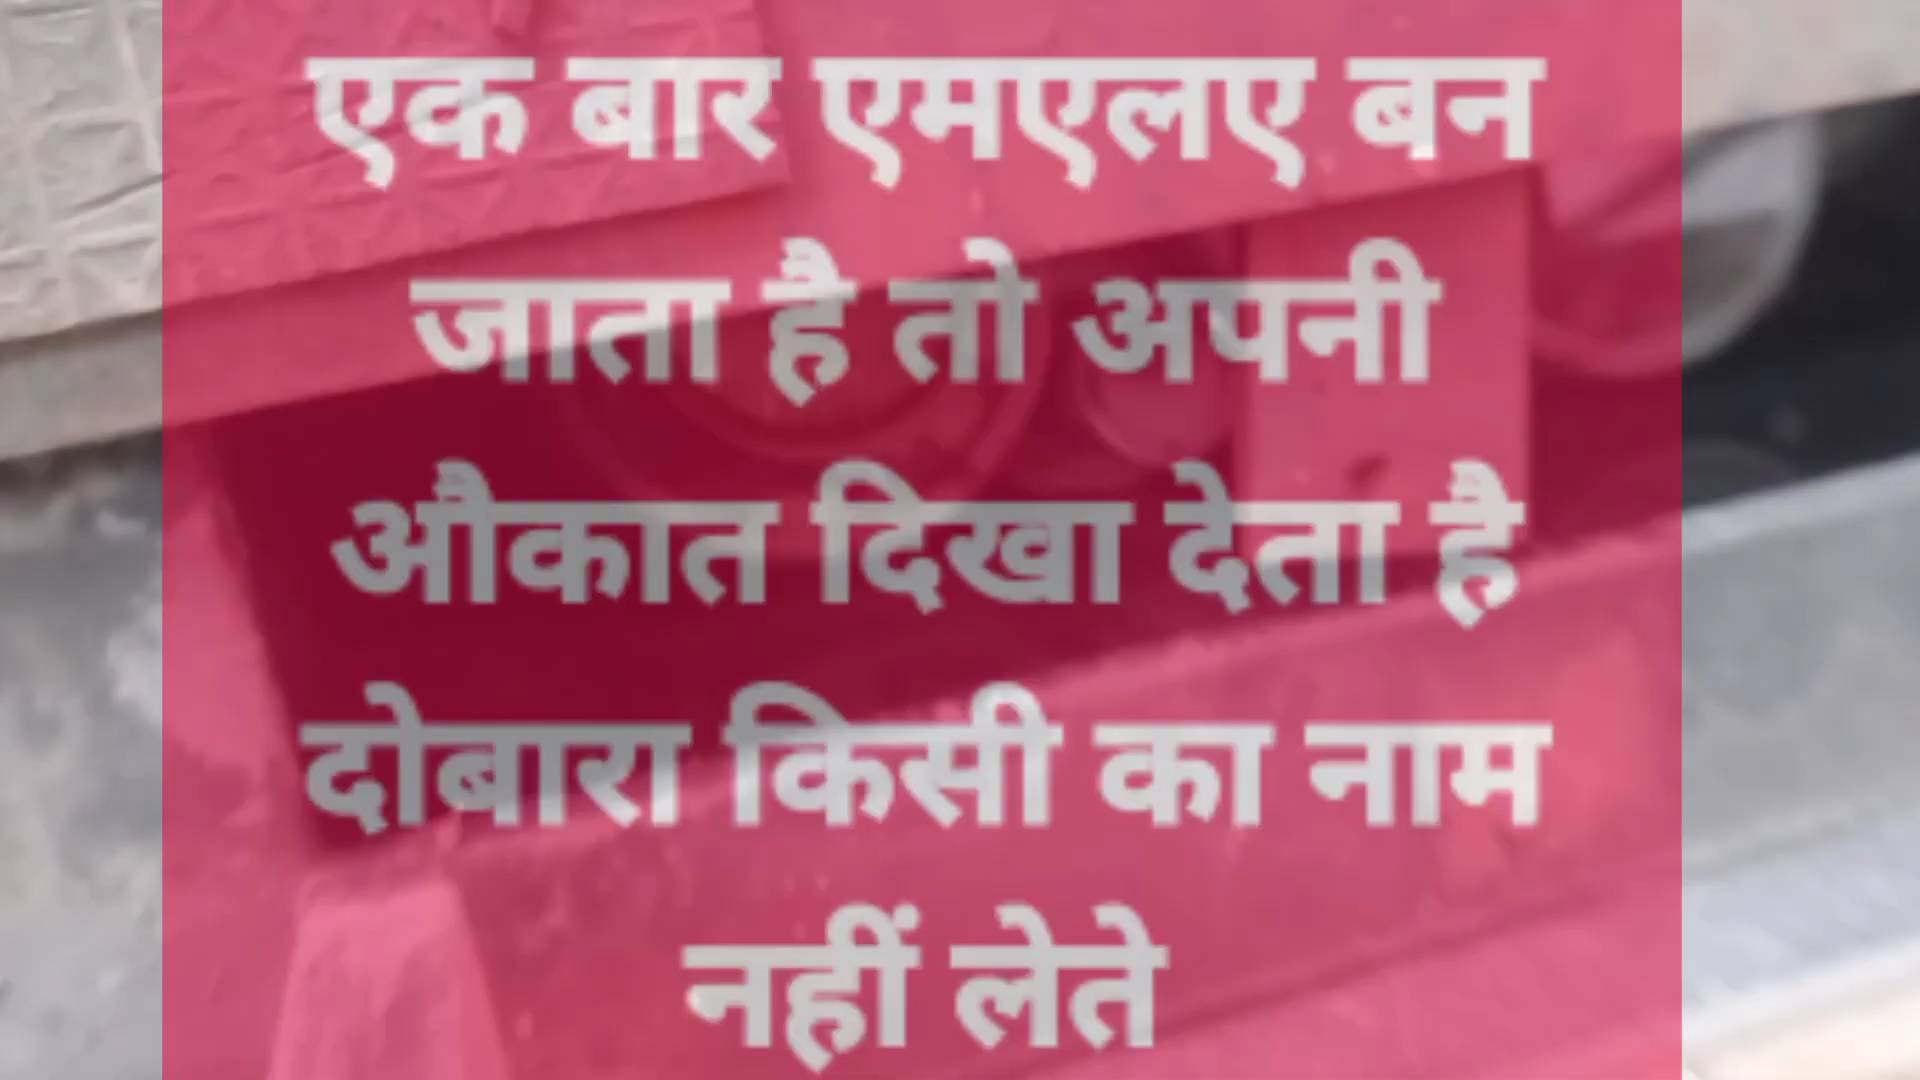 एक बार एमएलए बन
जाता है तो अपनी
औकात दिखा देता है
दोबारा किसी का नाम
नहीं लेते